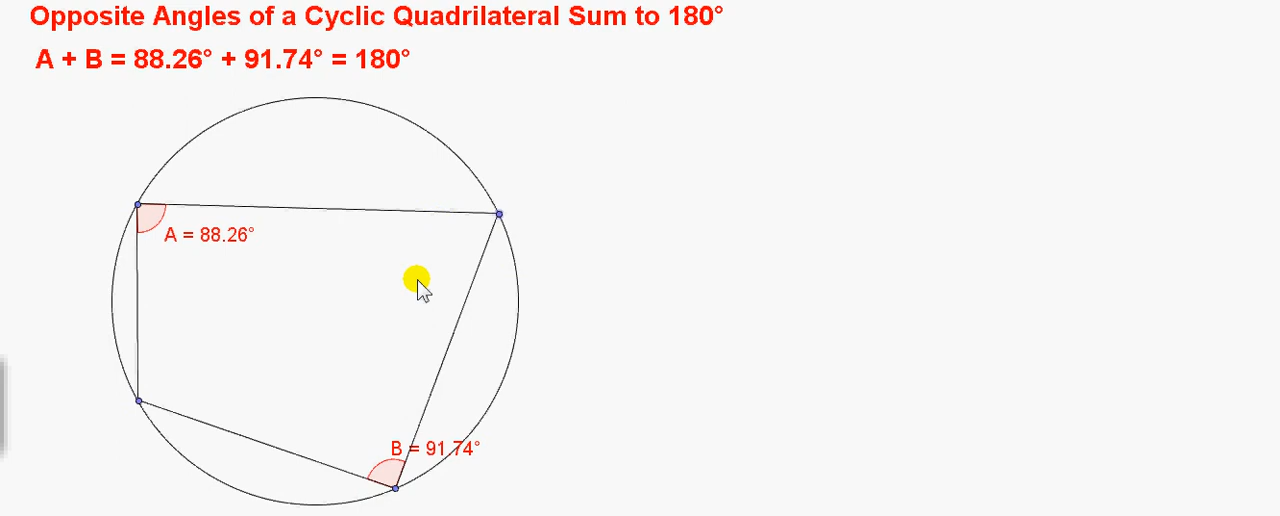 Opposite Angles of a Cyclic Quadrilateral Sum to 180°
A + B = 88.26° + 91.74° = 180°
A = 88.26°
B = 91.74°